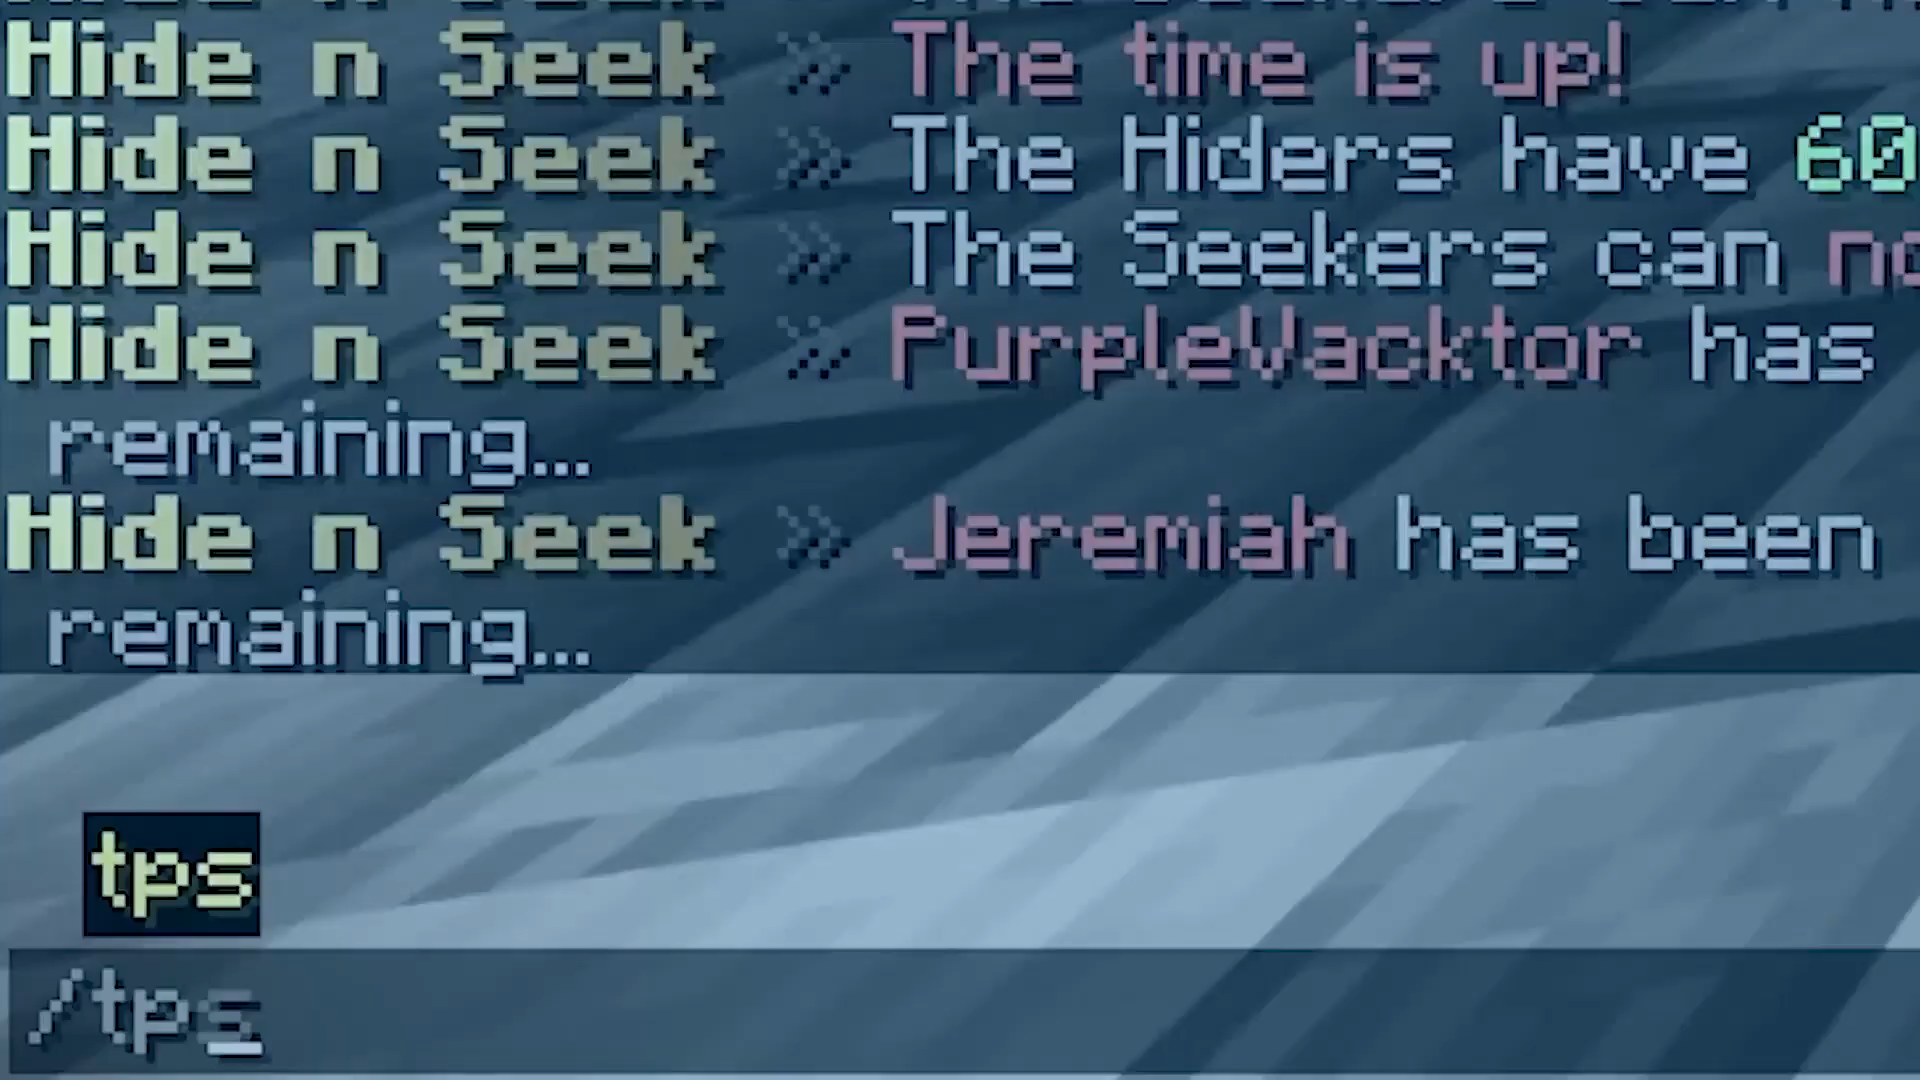 Hide n Seek » The time is up!
Hide n Seek » The Hiders have 60
Hide n Seek » The Seekers can
Hide n Seek » PurpleVacktor has
remaining...
Hide n Seek » Jeremiah has been
remaining...
tps
/tps